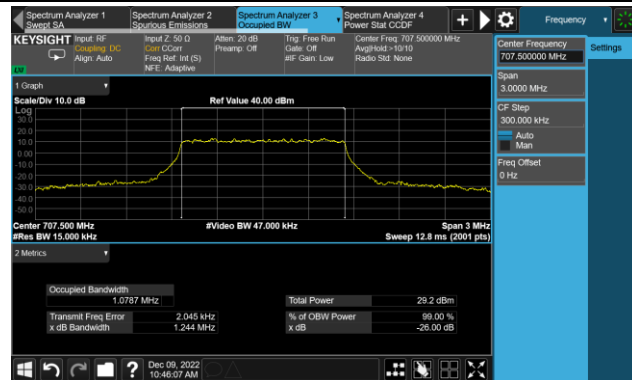 Spectrum Analyzer 1
Swept SA
Spectrum Analyzer 2
Spurious Emissions
Spectrum Analyzer 3
Occupied BW
Spectrum Analyzer 4
Power Stat CCDF
Frequency
KEYSIGHT
Input: RF
Coupling: DC
Align: Auto
Input Z: 50 Ω
Corr CCorr
Freq Ref: Int (S)
NFE: Adaptive
Atten: 20 dB
Preamp: Off
Trig: Free Run
Gate: Off
#IF Gain: Low
Center Freq: 707.500000 MHz
Avg|Hold:>10/10
Radio Std: None
Center Frequency
707.500000 MHz
Settings
Span
3.0000 MHz
CF Step
300.000 kHz
Auto
Man
Freq Offset
0 Hz
1 Graph
Scale/Div 10.0 dB
Ref Value 40.00 dBm
Log
30.0
20.0
10.0
0.00
-10.0
-20.0
-30.0
-40.0
-50.0
Center 707.500 MHz
#Video BW 47.000 kHz
Span 3 MHz
#Res BW 15.000 kHz
Sweep 12.8 ms (2001 pts)
2 Metrics
Occupied Bandwidth
1.0787 MHz
Total Power 29.2 dBm
Transmit Freq Error 2.045 kHz
% of OBW Power 99.00 %
x dB Bandwidth 1.244 MHz
x dB -26.00 dB
?
Dec 09, 2022
10:46:07 AM